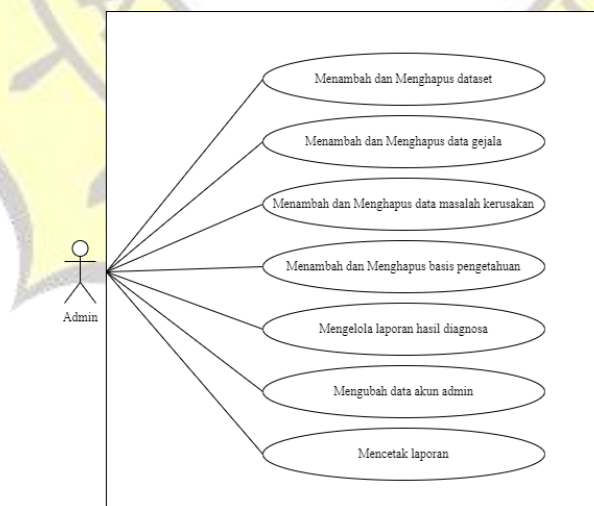 Menambah dan Menghapus dataset
Menambah dan Menghapus data gejala
Menambah dan Menghapus data masalah kerusakan
Menambah dan Menghapus basis pengetahuan
Admin
Mengelola laporan hasil diagnosa
Mengubah data akun admin
Mencetak laporan